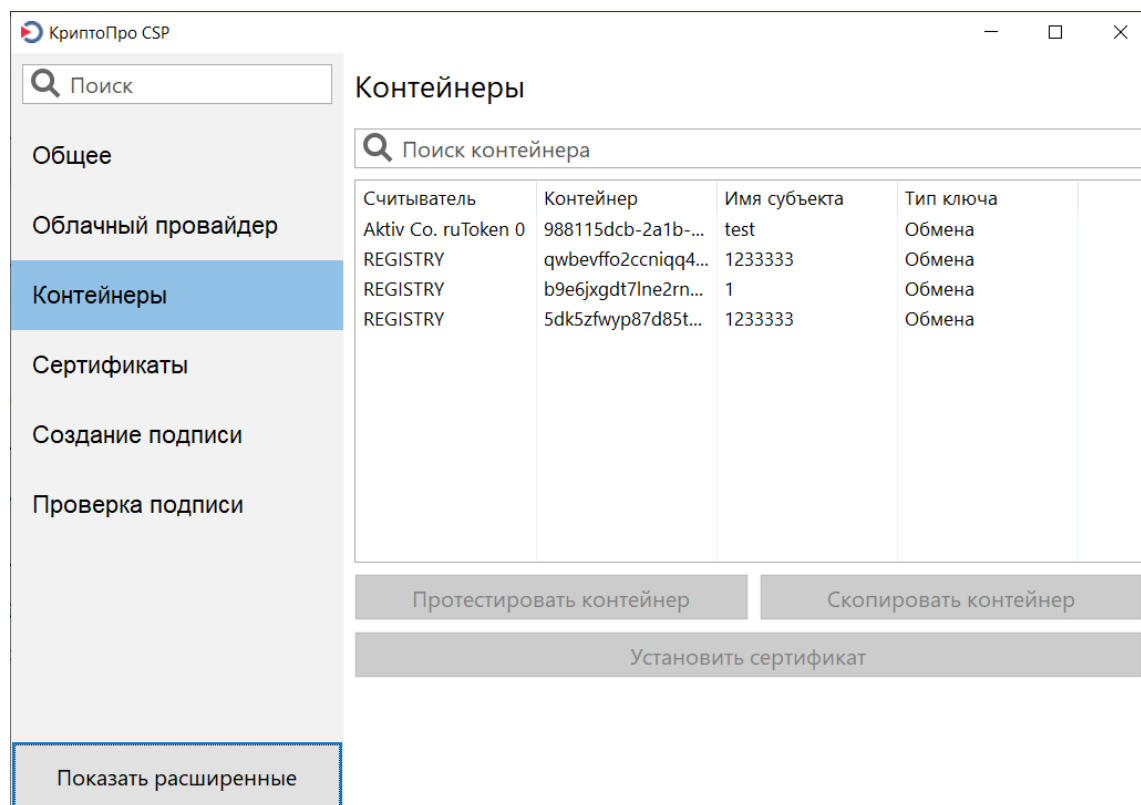 КриптоПро CSP
Поиск
Общее
Облачный провайдер
Контейнеры
Сертификаты
Создание подписи
Проверка подписи
Показать расширенные
Контейнеры
Поиск контейнера
Считыватель Контейнер Имя субъекта Тип ключа
Aktiv Co. ruToken 0 988115dcb-2a1b-... test Обмена
REGISTRY qwbevffo2ccniqq4... 1233333 Обмена
REGISTRY b9e6jxgdt7lne2rn... 1 Обмена
REGISTRY 5dk5zfwyp87d85t... 1233333 Обмена
Протестировать контейнер Скопировать контейнер
Установить сертификат